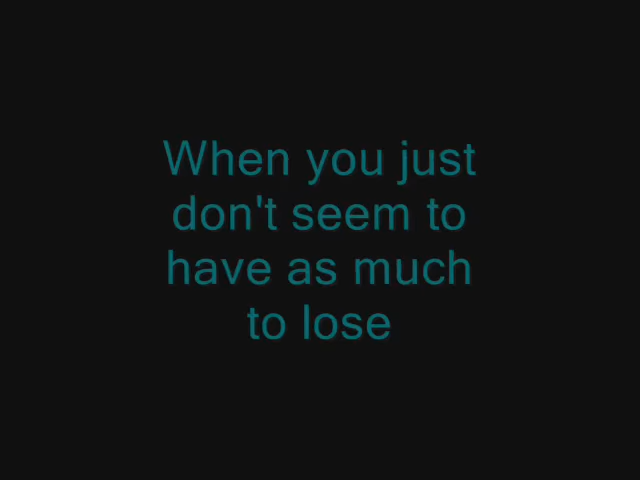 When you just
don't seem to
have as much
to lose